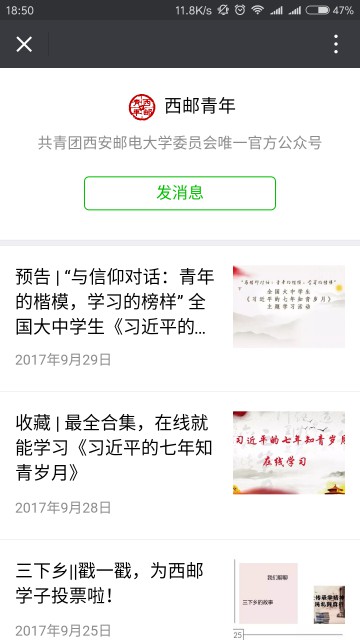 18:50
11.8K/s
47%
西邮青年
共青团西安邮电大学委员会唯一官方公众号
发消息
预告 | “与信仰对话：青年
的楷模，学习的榜样” 全
国大中学生《习近平的...
2017年9月29日
“与信仰对话：青年的楷模，学习的榜样”
全国大中学生
《习近平的七年知青岁月》
主题学习活动
收藏 | 最全合集，在线就
能学习《习近平的七年知
青岁月》
2017年9月28日
习近平的七年知青岁月
在线学习
三下乡||戳一戳，为西邮
学子投票啦！
2017年9月25日
我们聊聊
三下乡的故事
25